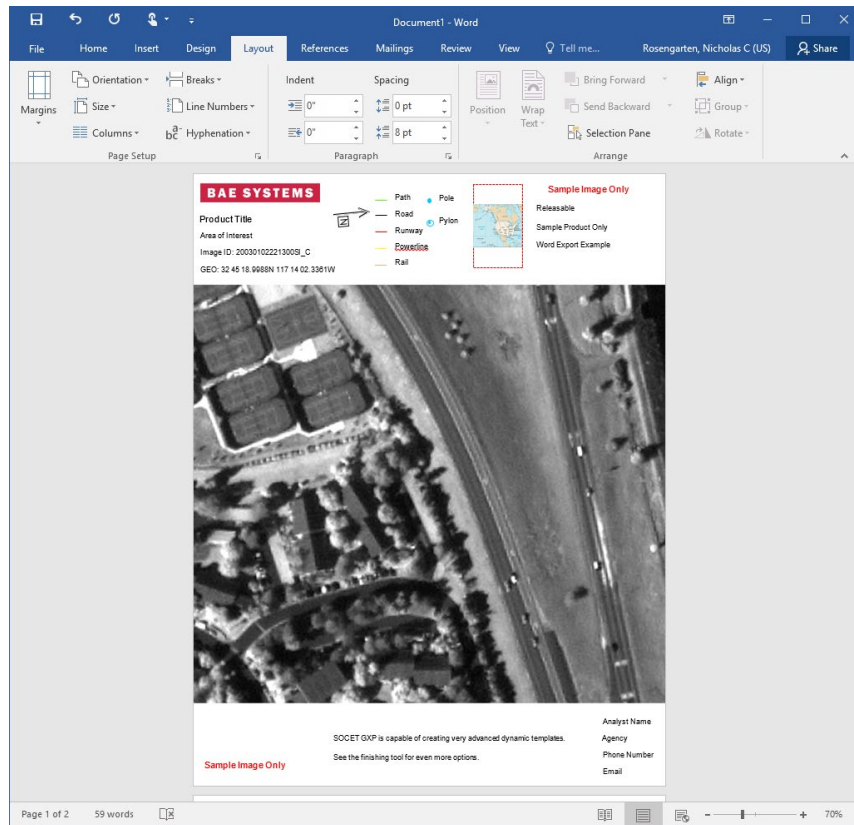 Document1 - Word
File Home Insert Design Layout References Mailings Review View Tell me... Rosengarten, Nicholas C (US) Share
Margins
Orientation
Size
Columns
Breaks
Line Numbers
Hyphenation
Page Setup
Indent
0"
0"
Spacing
0 pt
8 pt
Paragraph
Position
Wrap Text
Bring Forward
Send Backward
Selection Pane
Align
Group
Rotate
Arrange
BAE SYSTEMS
Product Title
Area of Interest
Image ID: 20030102221300SI_C
GEO: 32 45 18.9988N 117 14 02.3361W
N
Path
Road
Runway
Powerline
Rail
Pole
Pylon
Sample Image Only
Releasable
Sample Product Only
Word Export Example
SOCET GXP is capable of creating very advanced dynamic templates.
See the finishing tool for even more options.
Sample Image Only
Analyst Name
Agency
Phone Number
Email
Page 1 of 2 59 words 70%